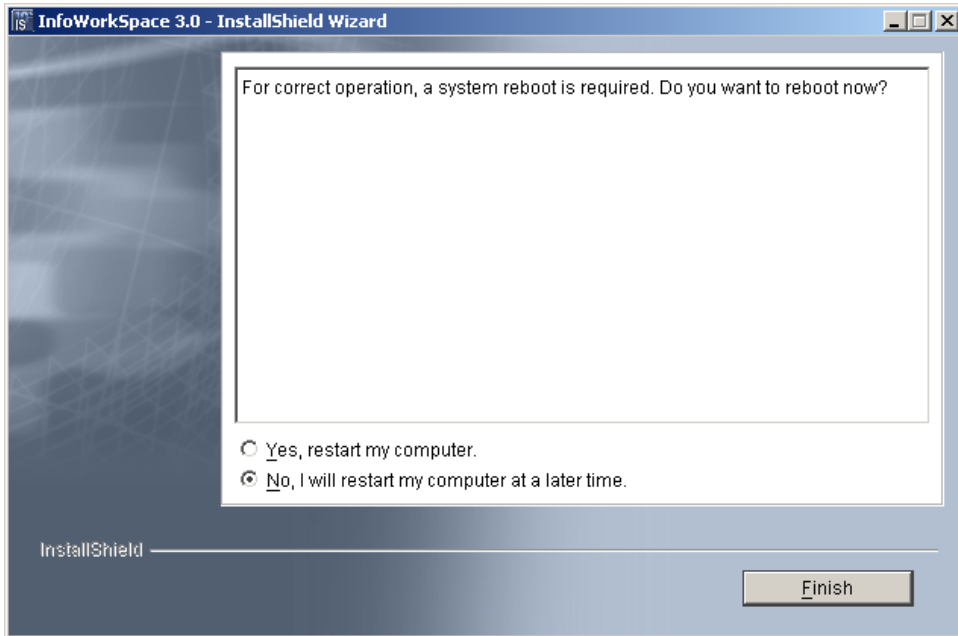 InfoWorkSpace 3.0 - InstallShield Wizard
For correct operation, a system reboot is required. Do you want to reboot now?
Yes, restart my computer.
No, I will restart my computer at a later time.
InstallShield
Finish